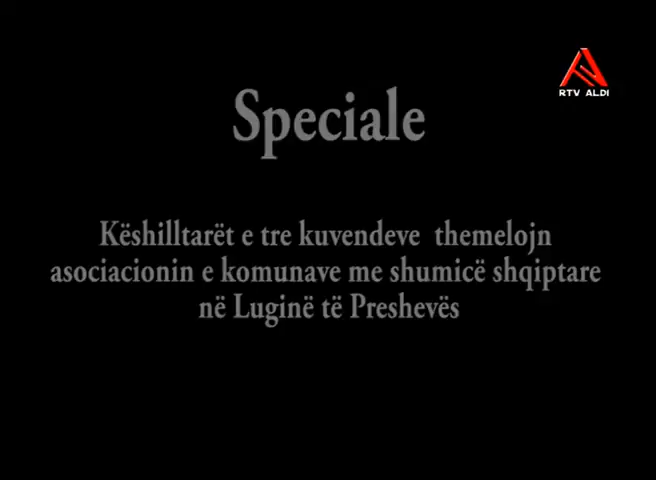 RTV ALDI
Speciale
Këshilltarët e tre kuvendeve themelojn
asociacionin e komunave me shumicë shqiptare
në Luginë të Preshevës